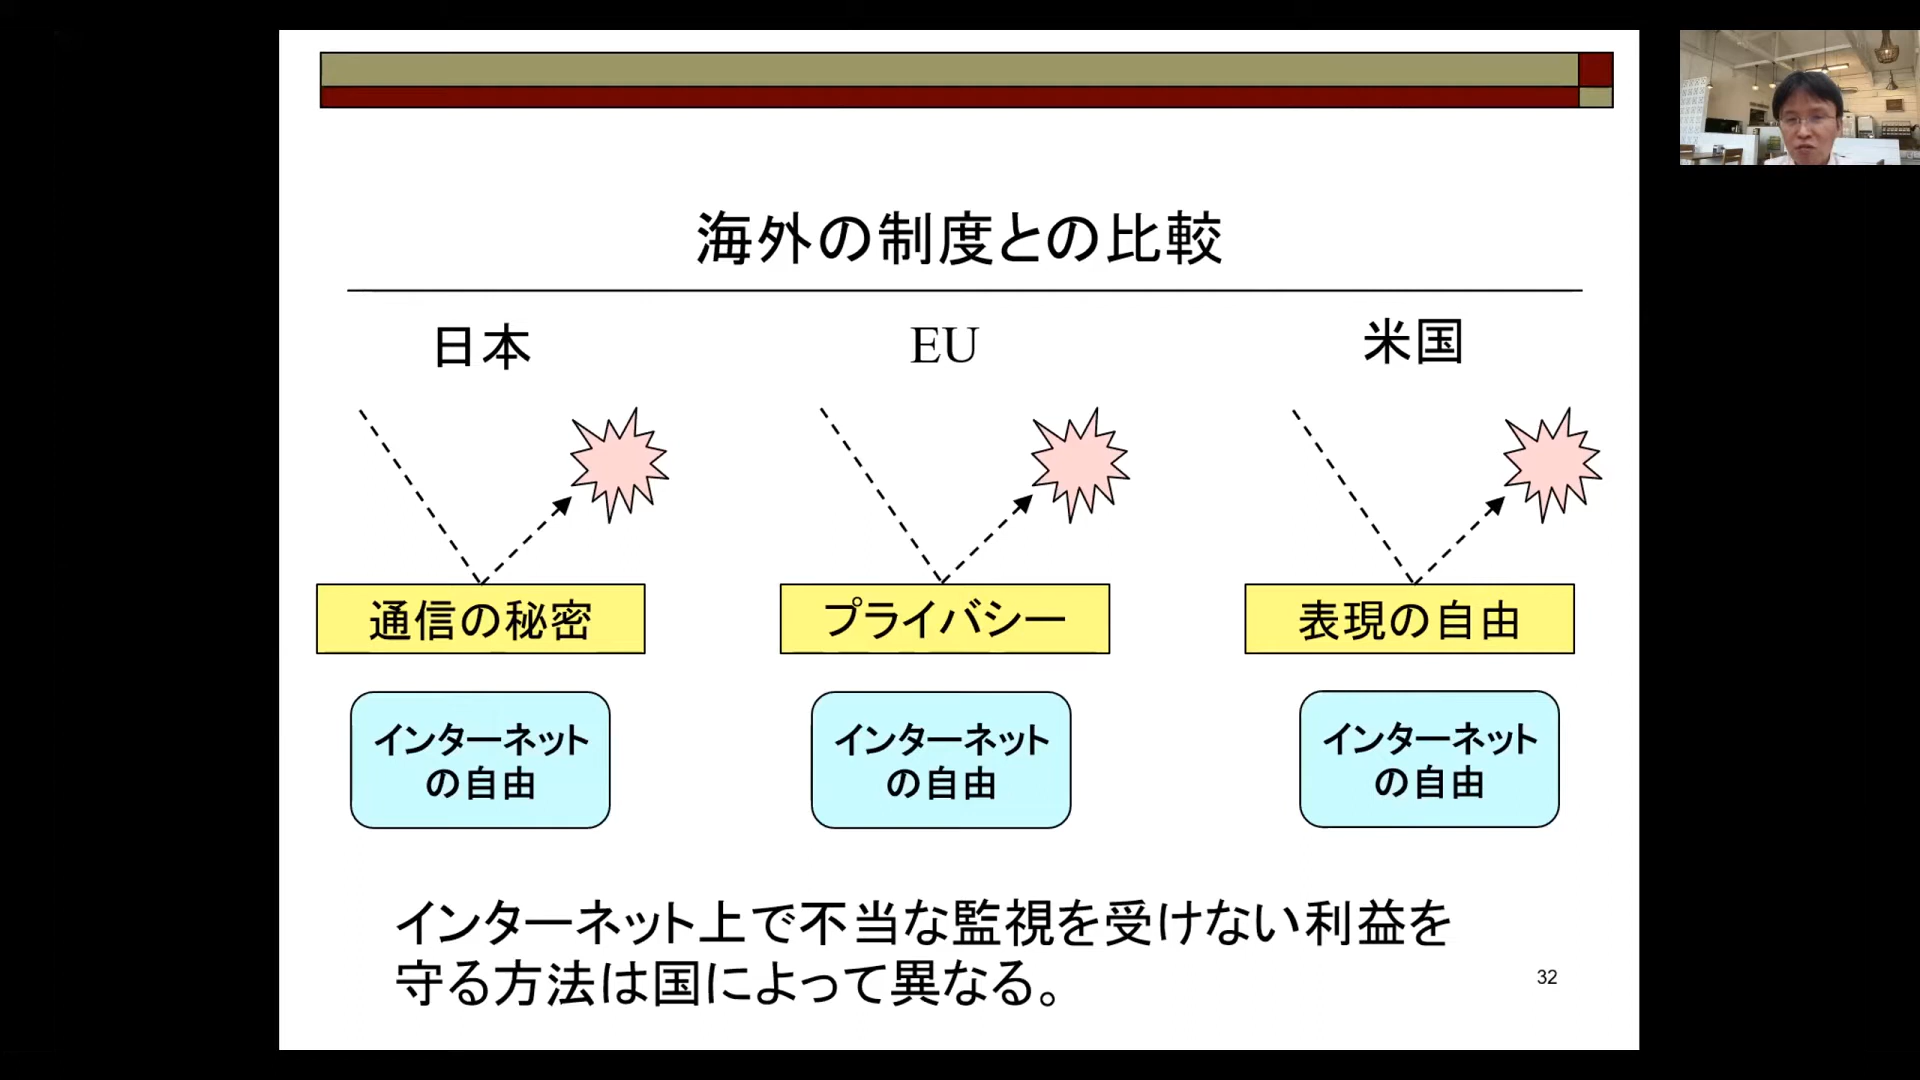 海外の制度との比較
日本
EU
米国
通信の秘密
プライバシー
表現の自由
インターネット
の自由
インターネット
の自由
インターネット
の自由
インターネット上で不当な監視を受けない利益を
守る方法は国によって異なる。
32